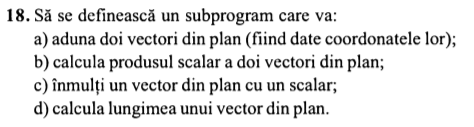 18. Să se definească un subprogram care va:
a) aduna doi vectori din plan (fiind date coordonatele lor);
b) calcula produsul scalar a doi vectori din plan;
c) înmulți un vector din plan cu un scalar;
d) calcula lungimea unui vector din plan.